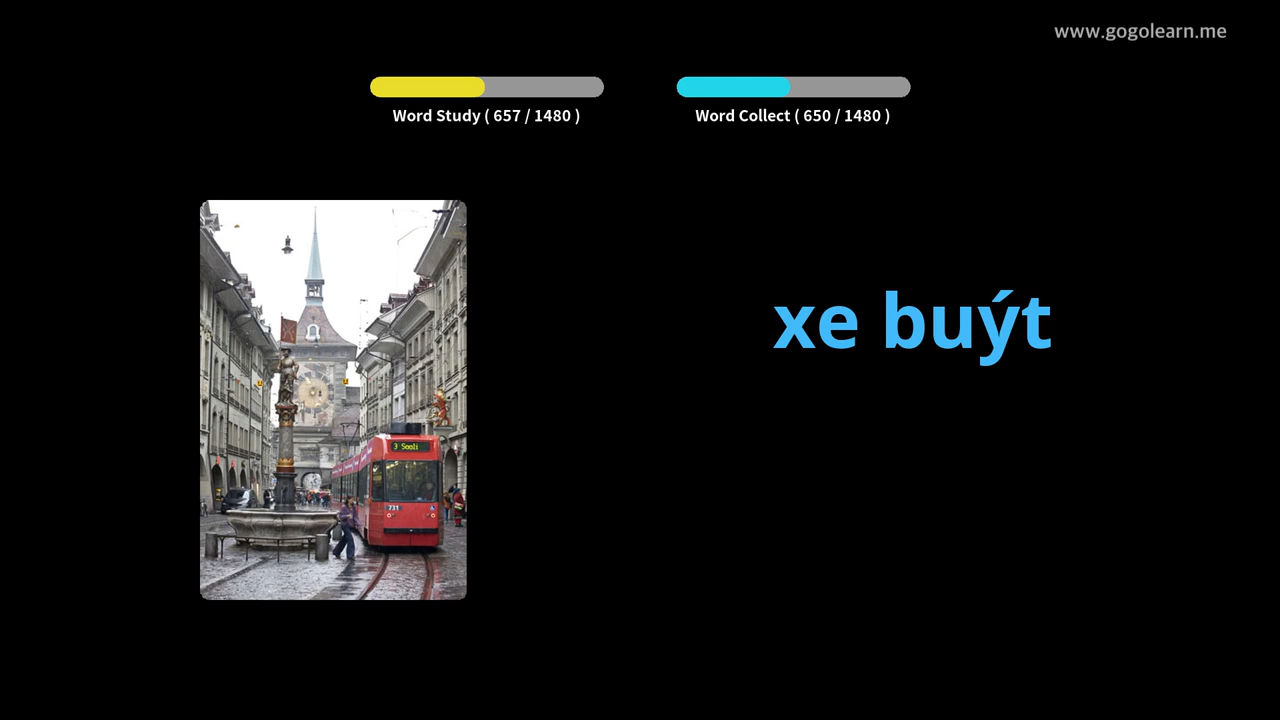 www.gogolearn.me
Word Study ( 657 / 1480 )
Word Collect ( 650 / 1480 )
xe buýt
3 Saali
731